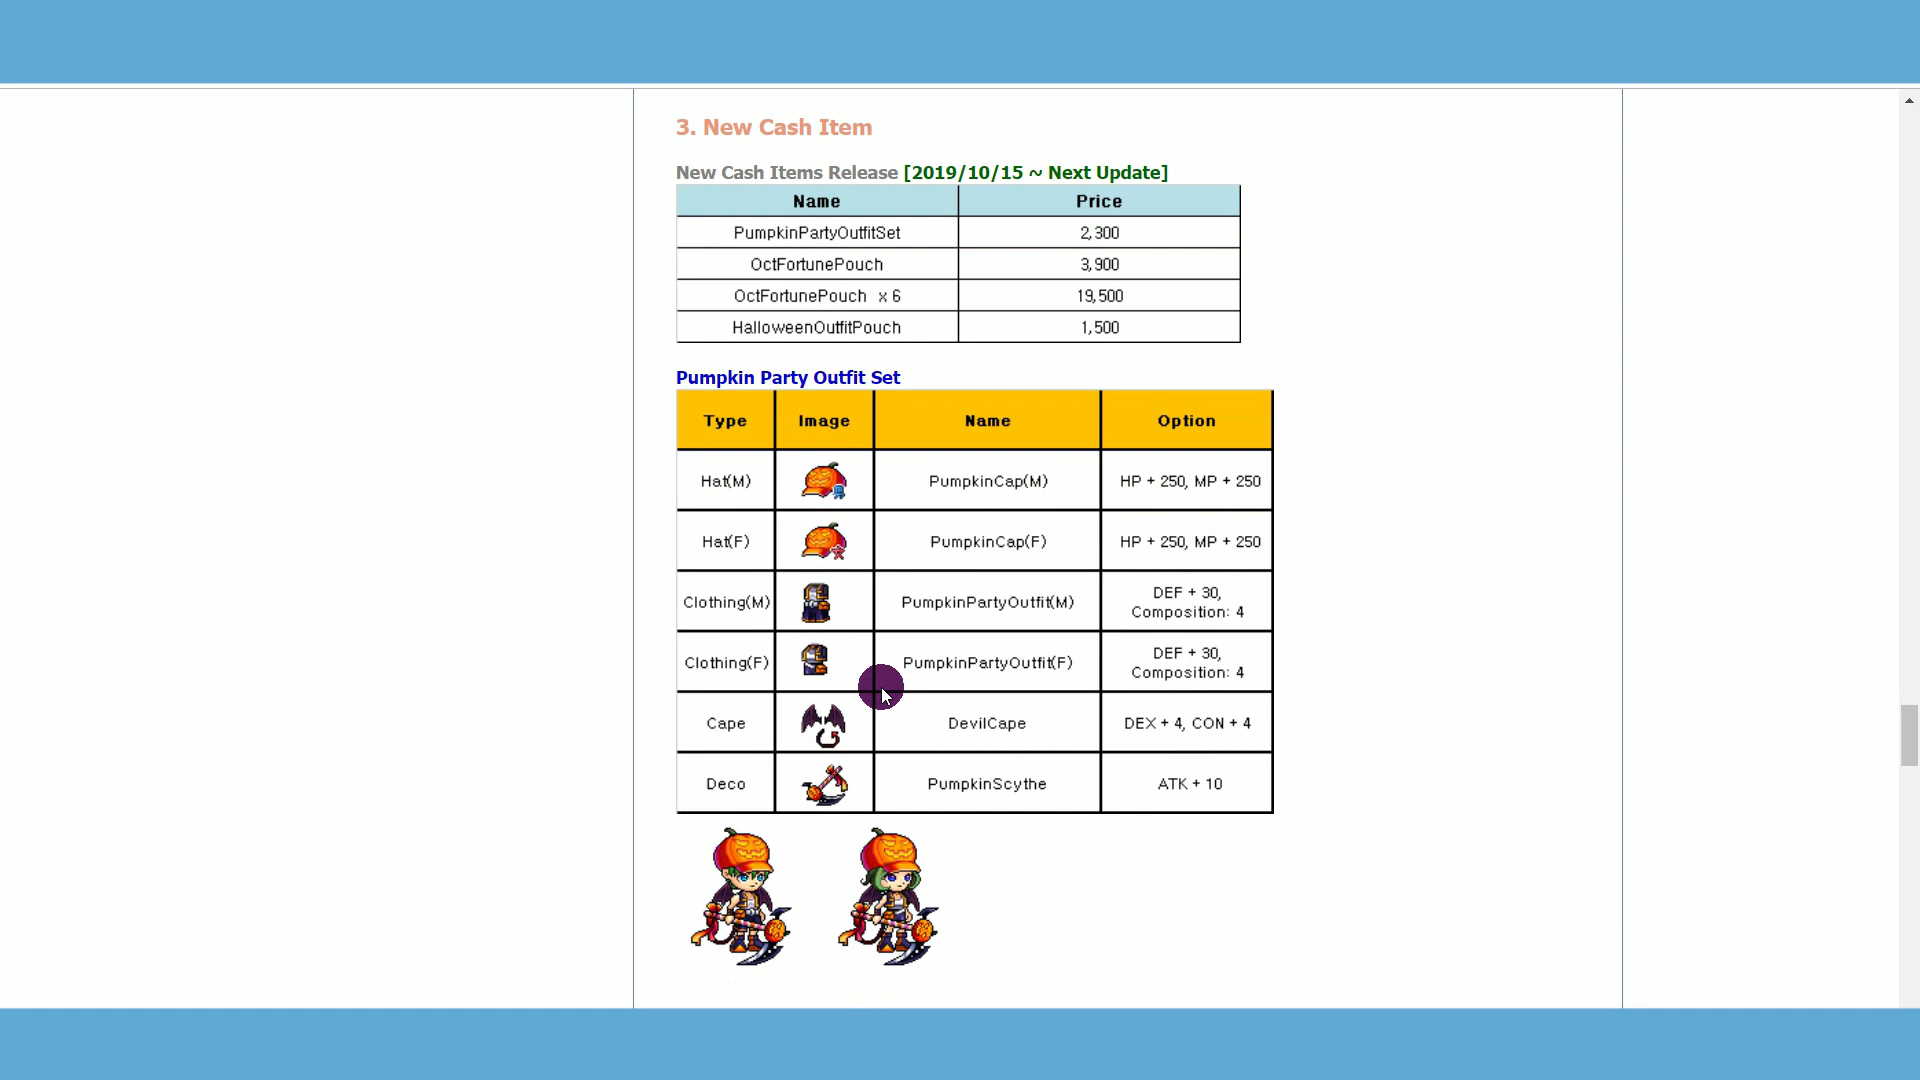 3. New Cash Item
New Cash Items Release [2019/10/15 ~ Next Update]
Name Price
PumpkinPartyOutfitSet 2,300
OctFortunePouch 3,900
OctFortunePouch x 6 19,500
HalloweenOutfitPouch 1,500
Pumpkin Party Outfit Set
Type Image Name Option
Hat(M) PumpkinCap(M) HP + 250, MP + 250
Hat(F) PumpkinCap(F) HP + 250, MP + 250
Clothing(M) PumpkinPartyOutfit(M) DEF + 30,
Composition: 4
Clothing(F) PumpkinPartyOutfit(F) DEF + 30,
Composition: 4
Cape DevilCape DEX + 4, CON + 4
Deco PumpkinScythe ATK + 10